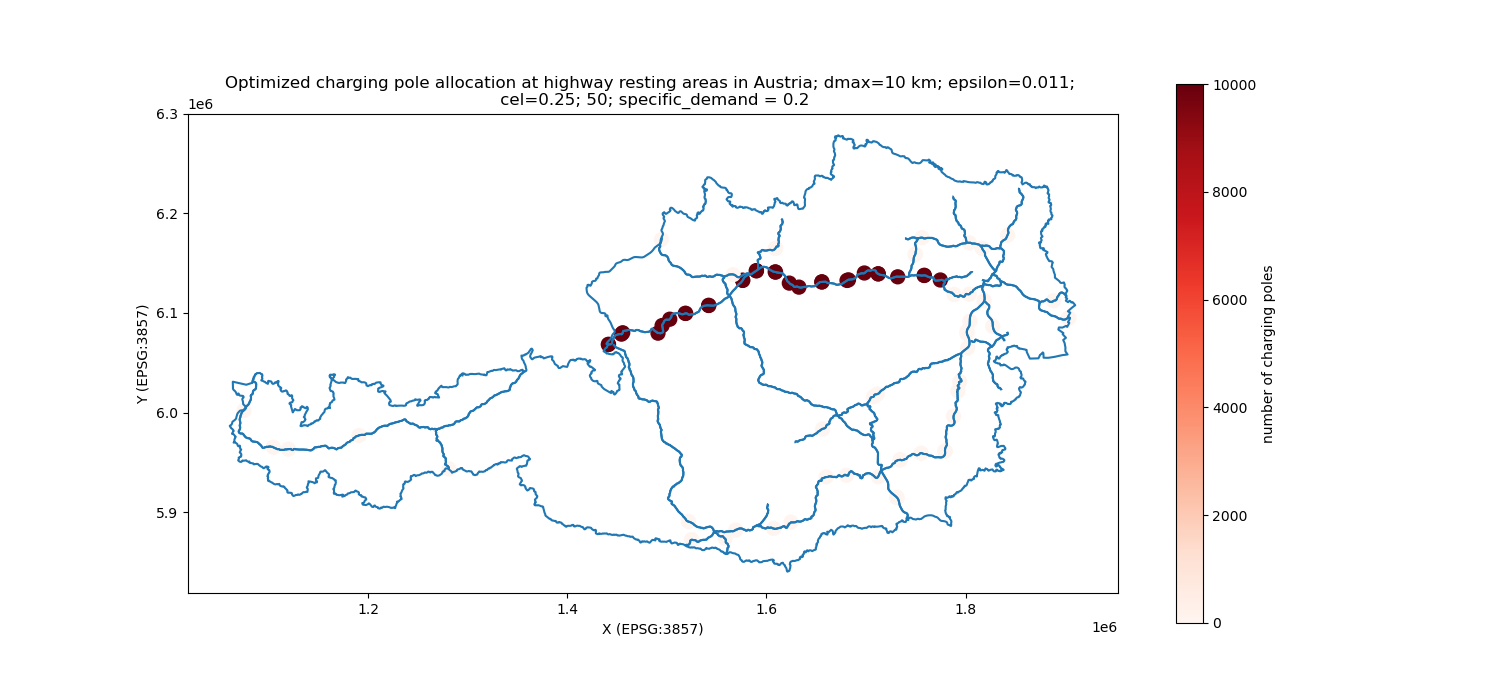 Optimized charging pole allocation at highway resting areas in Austria; dmax=10 km; epsilon=0.011;
cel=0.25; 50; specific_demand = 0.2
1e6
6.3
6.2
6.1
6.0
5.9
Y (EPSG:3857)
1.2
1.4
1.6
1.8
X (EPSG:3857)
1e6
10000
8000
6000
4000
2000
0
number of charging poles